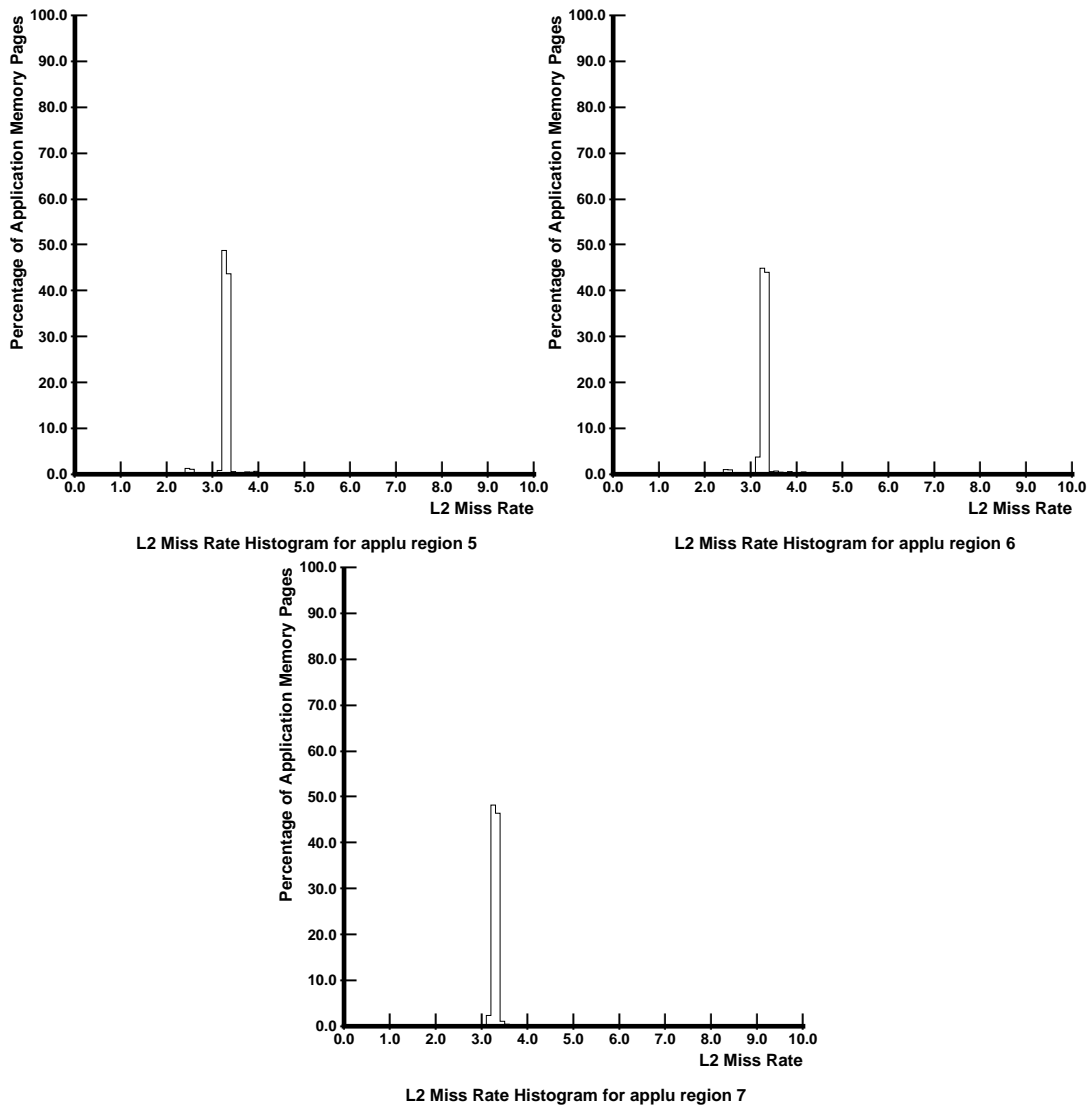 Percentage of Application Memory Pages
100.0
90.0
80.0
70.0
60.0
50.0
40.0
30.0
20.0
10.0
0.0
0.0 1.0 2.0 3.0 4.0 5.0 6.0 7.0 8.0 9.0 10.0
L2 Miss Rate
L2 Miss Rate Histogram for applu region 5
Percentage of Application Memory Pages
100.0
90.0
80.0
70.0
60.0
50.0
40.0
30.0
20.0
10.0
0.0
0.0 1.0 2.0 3.0 4.0 5.0 6.0 7.0 8.0 9.0 10.0
L2 Miss Rate
L2 Miss Rate Histogram for applu region 6
Percentage of Application Memory Pages
100.0
90.0
80.0
70.0
60.0
50.0
40.0
30.0
20.0
10.0
0.0
0.0 1.0 2.0 3.0 4.0 5.0 6.0 7.0 8.0 9.0 10.0
L2 Miss Rate
L2 Miss Rate Histogram for applu region 7